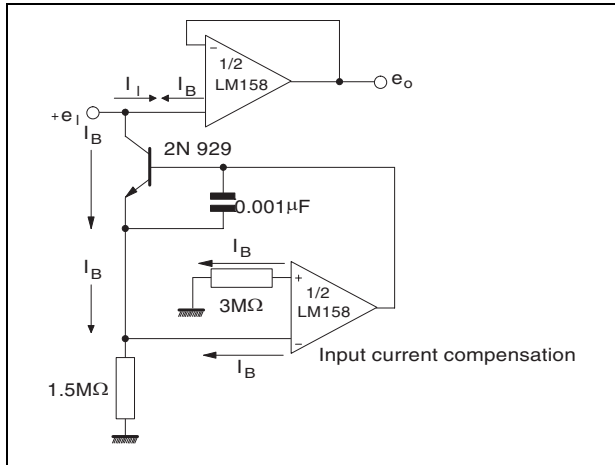 1/2
LM158
I I
I B
e o
+e I
I B
2N 929
0.001µF
I B
I B
3MΩ
1/2
LM158
I B
Input current compensation
1.5MΩ